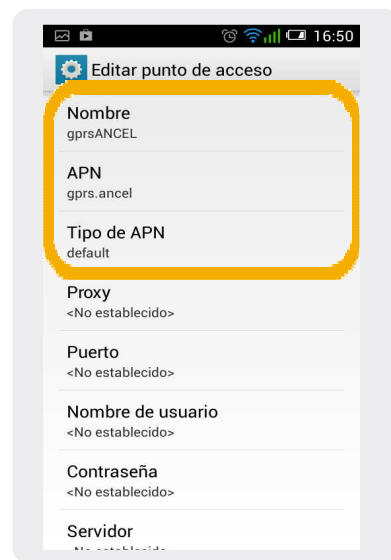 16:50
Editar punto de acceso
Nombre
gprsANCEL
APN
gprs.ancel
Tipo de APN
default
Proxy
<No establecido>
Puerto
<No establecido>
Nombre de usuario
<No establecido>
Contraseña
<No establecido>
Servidor